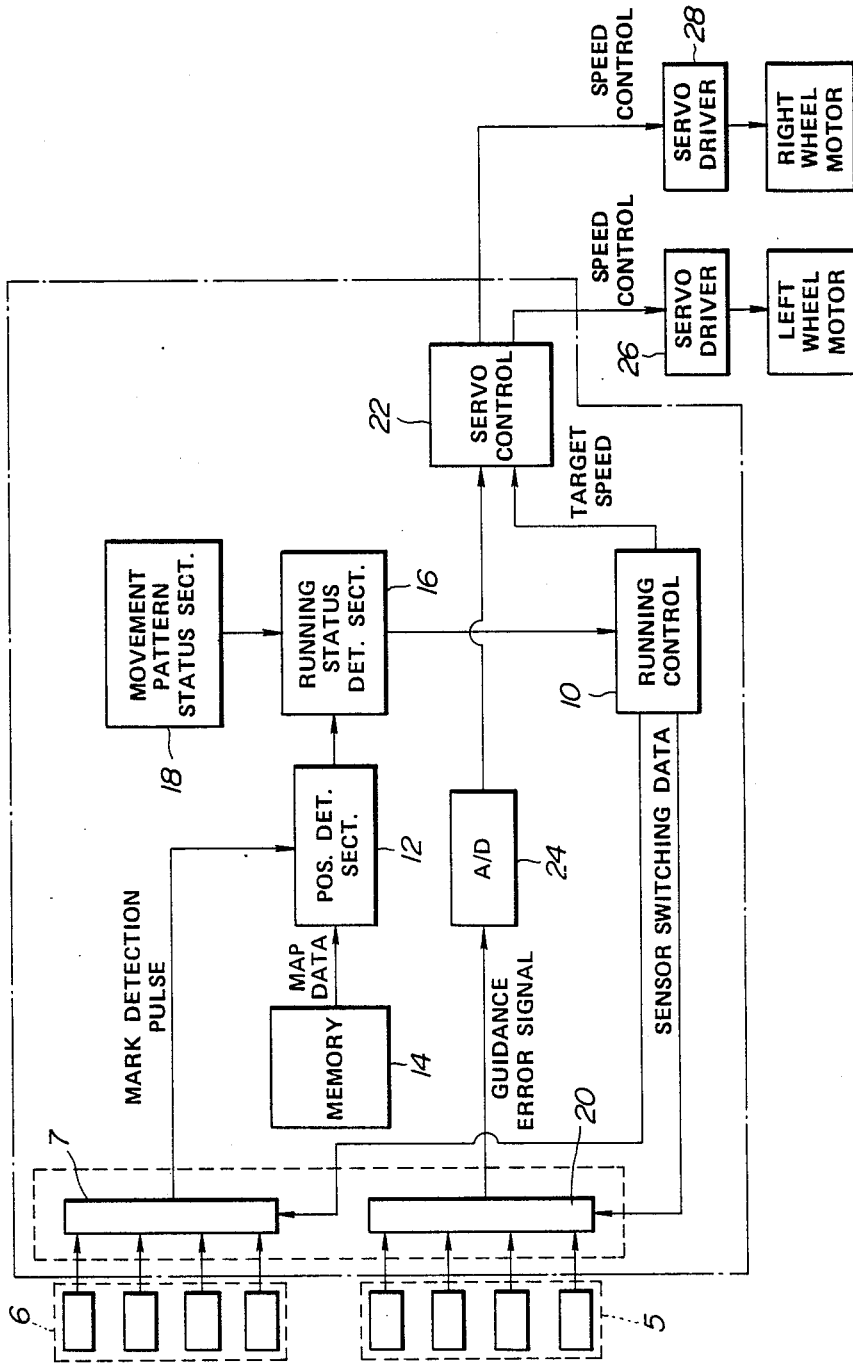 6
7
MARK DETECTION
PULSE
MOVEMENT
PATTERN
STATUS SECT.
18
MEMORY
14
MAP
DATA
POS. DET.
SECT.
12
RUNNING
STATUS
DET. SECT.
16
22
SERVO
CONTROL
SPEED
CONTROL
SPEED
CONTROL
5
20
GUIDANCE
ERROR SIGNAL
A/D
24
TARGET
SPEED
10
RUNNING
CONTROL
SENSOR SWITCHING DATA
26
SERVO
DRIVER
LEFT
WHEEL
MOTOR
28
SERVO
DRIVER
RIGHT
WHEEL
MOTOR